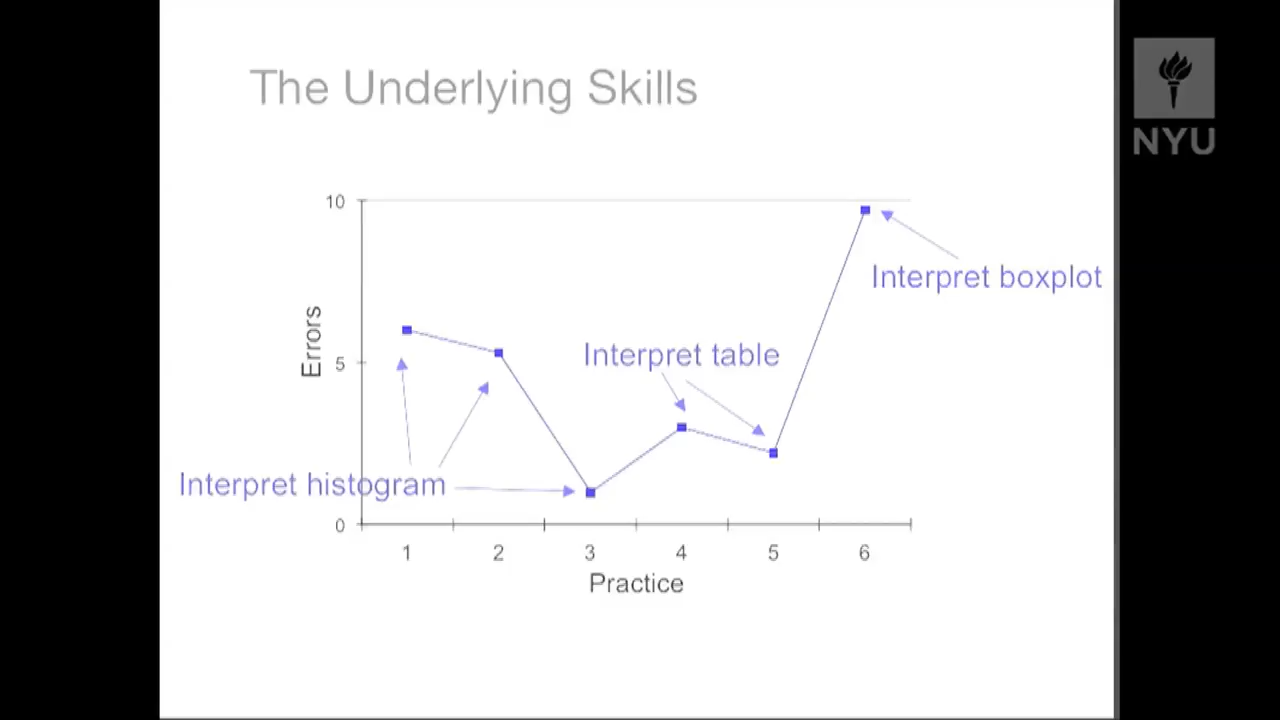 The Underlying Skills
NYU
10
Interpret boxplot
Errors
Interpret table
5
Interpret histogram
0
1 2 3 4 5 6
Practice